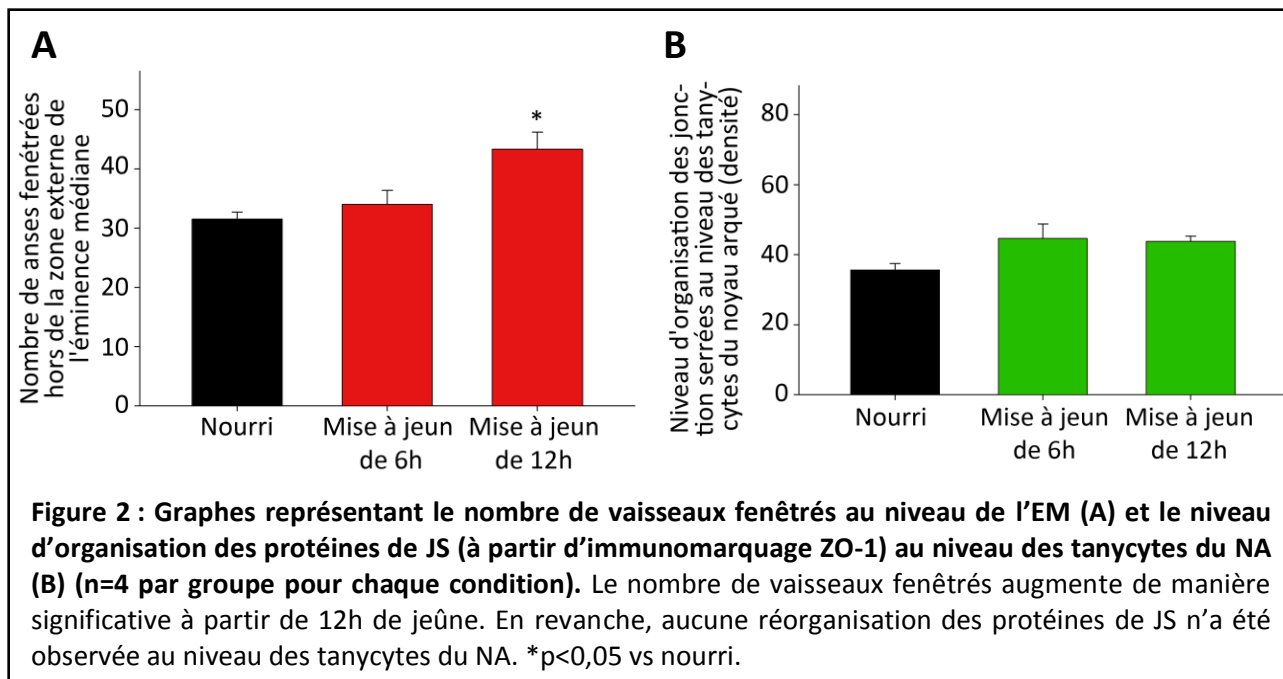 A
Nombre de anses fenétrées
hors de la zone externe de
l'éminence médiane
50
40
30
20
10
0
*
Nourri
Mise à jeun
de 6h
Mise à jeun
de 12h
B
Niveau d'organisation des jonc-
tion serrées au niveau des tany-
cytes du noyau arqué (densité)
80
60
40
20
0
Nourri
Mise à jeun
de 6h
Mise à jeun
de 12h
Figure 2 : Graphes représentant le nombre de vaisseaux fenêtrés au niveau de l'EM (A) et le niveau
d'organisation des protéines de JS (à partir d'immunomarquage ZO-1) au niveau des tanycytes du NA
(B) (n=4 par groupe pour chaque condition). Le nombre de vaisseaux fenêtrés augmente de manière
significative à partir de 12h de jeûne. En revanche, aucune réorganisation des protéines de JS n'a été
observée au niveau des tanycytes du NA. *p<0,05 vs nourri.